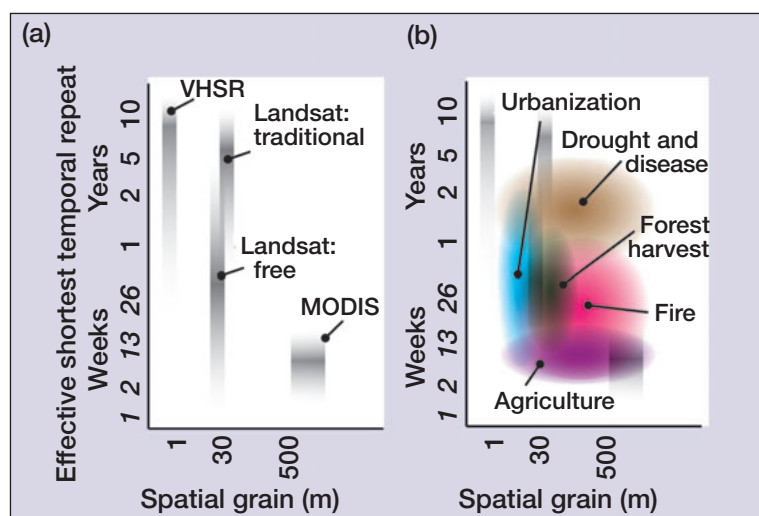 (a)
VHSR
Landsat:
traditional
Landsat:
free
MODIS
Effective shortest temporal repeat
Years
Weeks
10
5
2
1
26
13
2
1
1
30
500
Spatial grain (m)
(b)
Urbanization
Drought and
disease
Forest
harvest
Fire
Agriculture
Years
Weeks
10
5
2
1
26
13
2
1
1
30
500
Spatial grain (m)